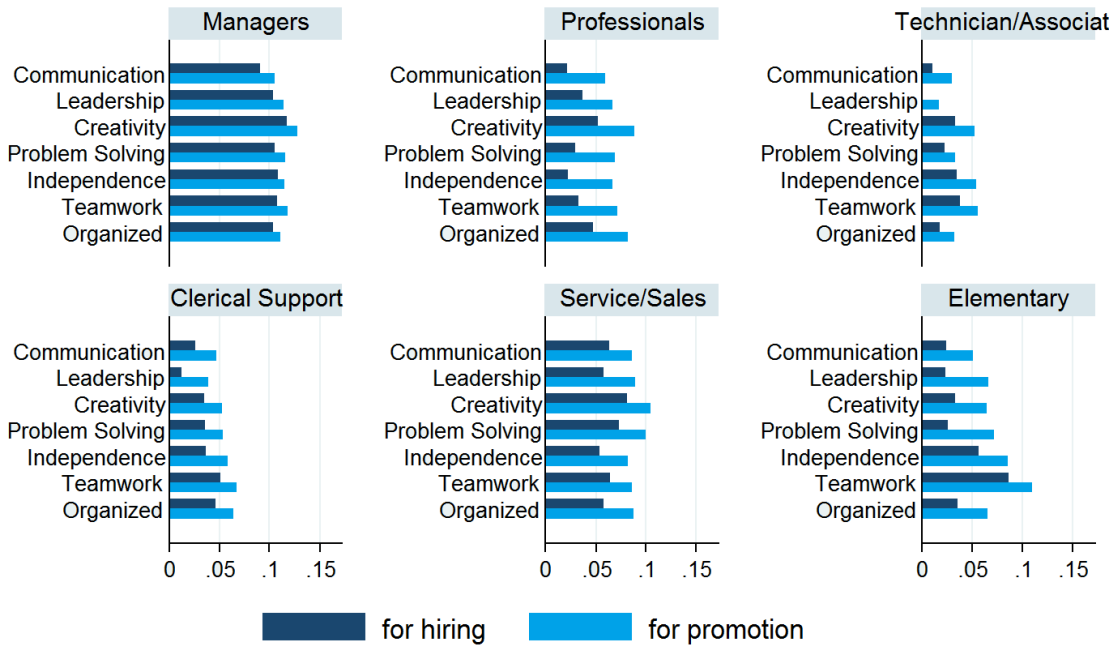 Managers
Professionals
Technician/Associat
Communication
Leadership
Creativity
Problem Solving
Independence
Teamwork
Organized
Communication
Leadership
Creativity
Problem Solving
Independence
Teamwork
Organized
Communication
Leadership
Creativity
Problem Solving
Independence
Teamwork
Organized
Clerical Support
Service/Sales
Elementary
Communication
Leadership
Creativity
Problem Solving
Independence
Teamwork
Organized
0 .05 .1 .15
Communication
Leadership
Creativity
Problem Solving
Independence
Teamwork
Organized
0 .05 .1 .15
Communication
Leadership
Creativity
Problem Solving
Independence
Teamwork
Organized
0 .05 .1 .15
for hiring for promotion